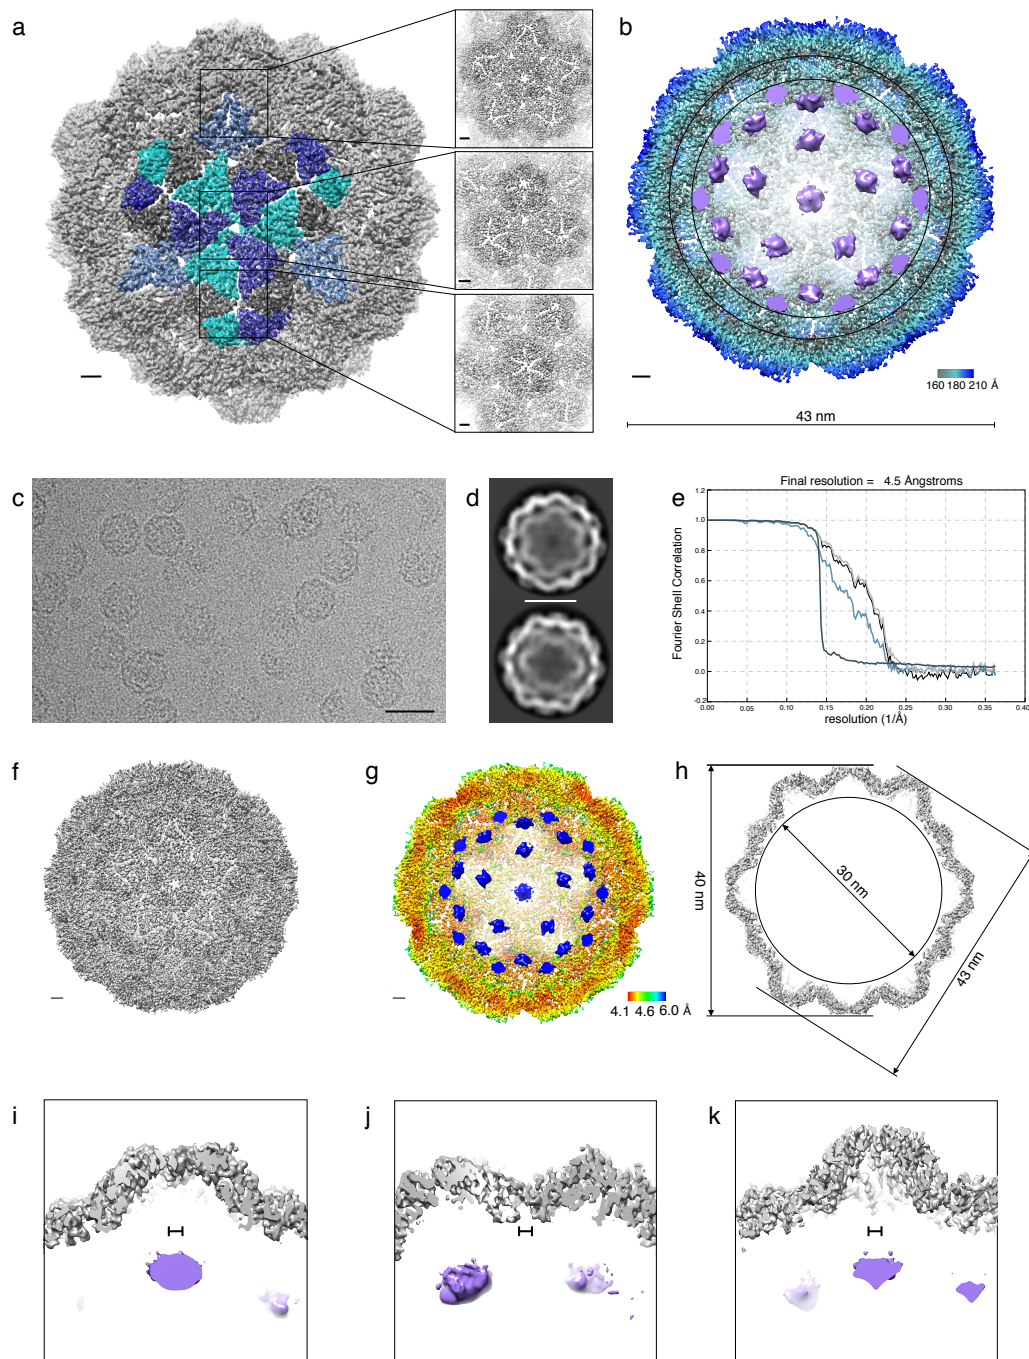 a
b
160 180 210 Å
43 nm
c
d
e
Final resolution = 4.5 Ångstroms
Fourier Shell Correlation
1.2
1.0
0.8
0.6
0.4
0.2
0.0
-0.2
0.00 0.05 0.10 0.15 0.20 0.25 0.30 0.35 0.40
resolution (1/Å)
f
g
4.1 4.6 6.0 Å
h
40 nm
30 nm
43 nm
i
j
k